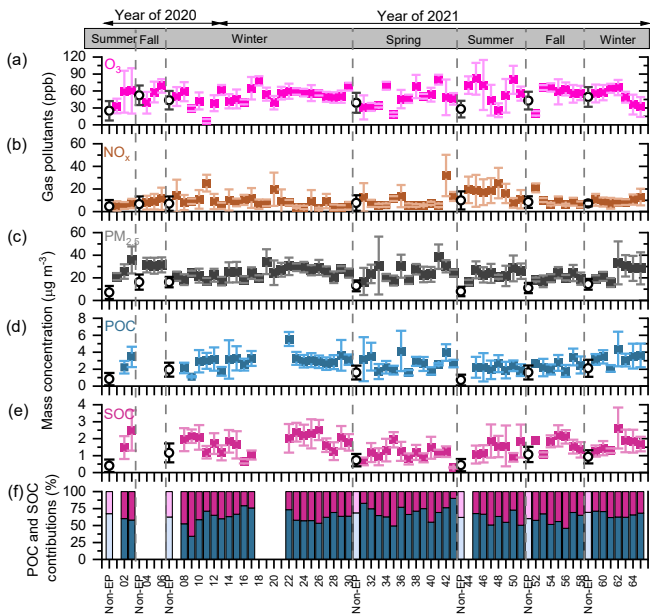 Year of 2020
Year of 2021
Summer Fall Winter Spring Summer Fall Winter
(a)
O3
Gas pollutants (ppb)
120
90
60
30
0
(b)
NOx
60
40
20
0
(c)
PM2.5
Mass concentration (μg m-3)
60
40
20
0
(d)
POC
8
6
4
2
0
(e)
SOC
4
3
2
1
0
(f)
POC and SOC
contributions (%)
100
75
50
25
0
Non-EP 02 Non-EP 04 06 Non-EP 08 10 12 14 16 18 20 22 24 26 28 30 Non-EP 32 34 36 38 40 42 Non-EP 44 46 48 50 Non-EP 52 54 56 58 Non-EP 60 62 64